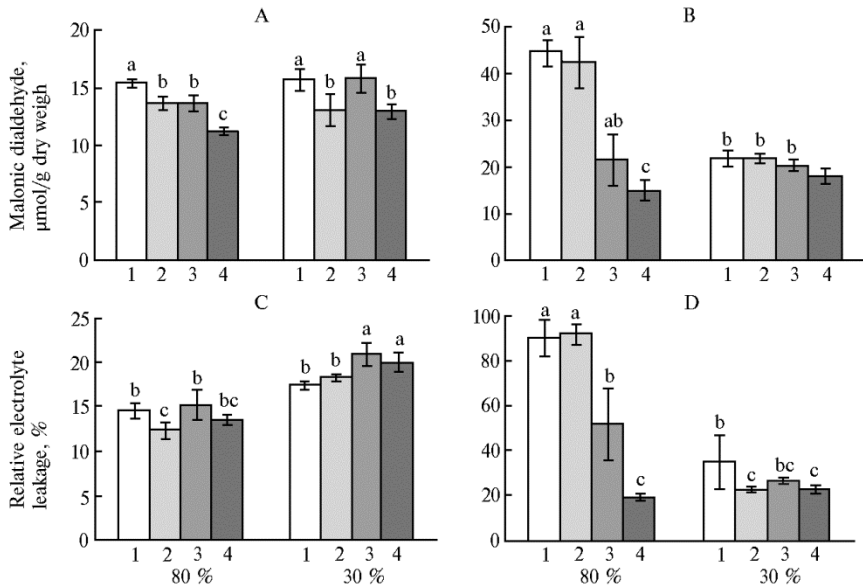 A
B
Malonic dialdehyde,
μmol/g dry weigh
20
15
10
5
0
a
b
b
c
a
b
a
b
1 2 3 4 1 2 3 4
50
40
30
20
10
0
a
a
ab
c
b
b
b
1 2 3 4 1 2 3 4
C
D
Relative electrolyte
leakage, %
25
20
15
10
5
0
b
c
b
bc
b
b
a
a
1 2 3 4 1 2 3 4
80 % 30 %
100
80
60
40
20
0
a
a
b
c
b
c
bc
c
1 2 3 4 1 2 3 4
80 % 30 %